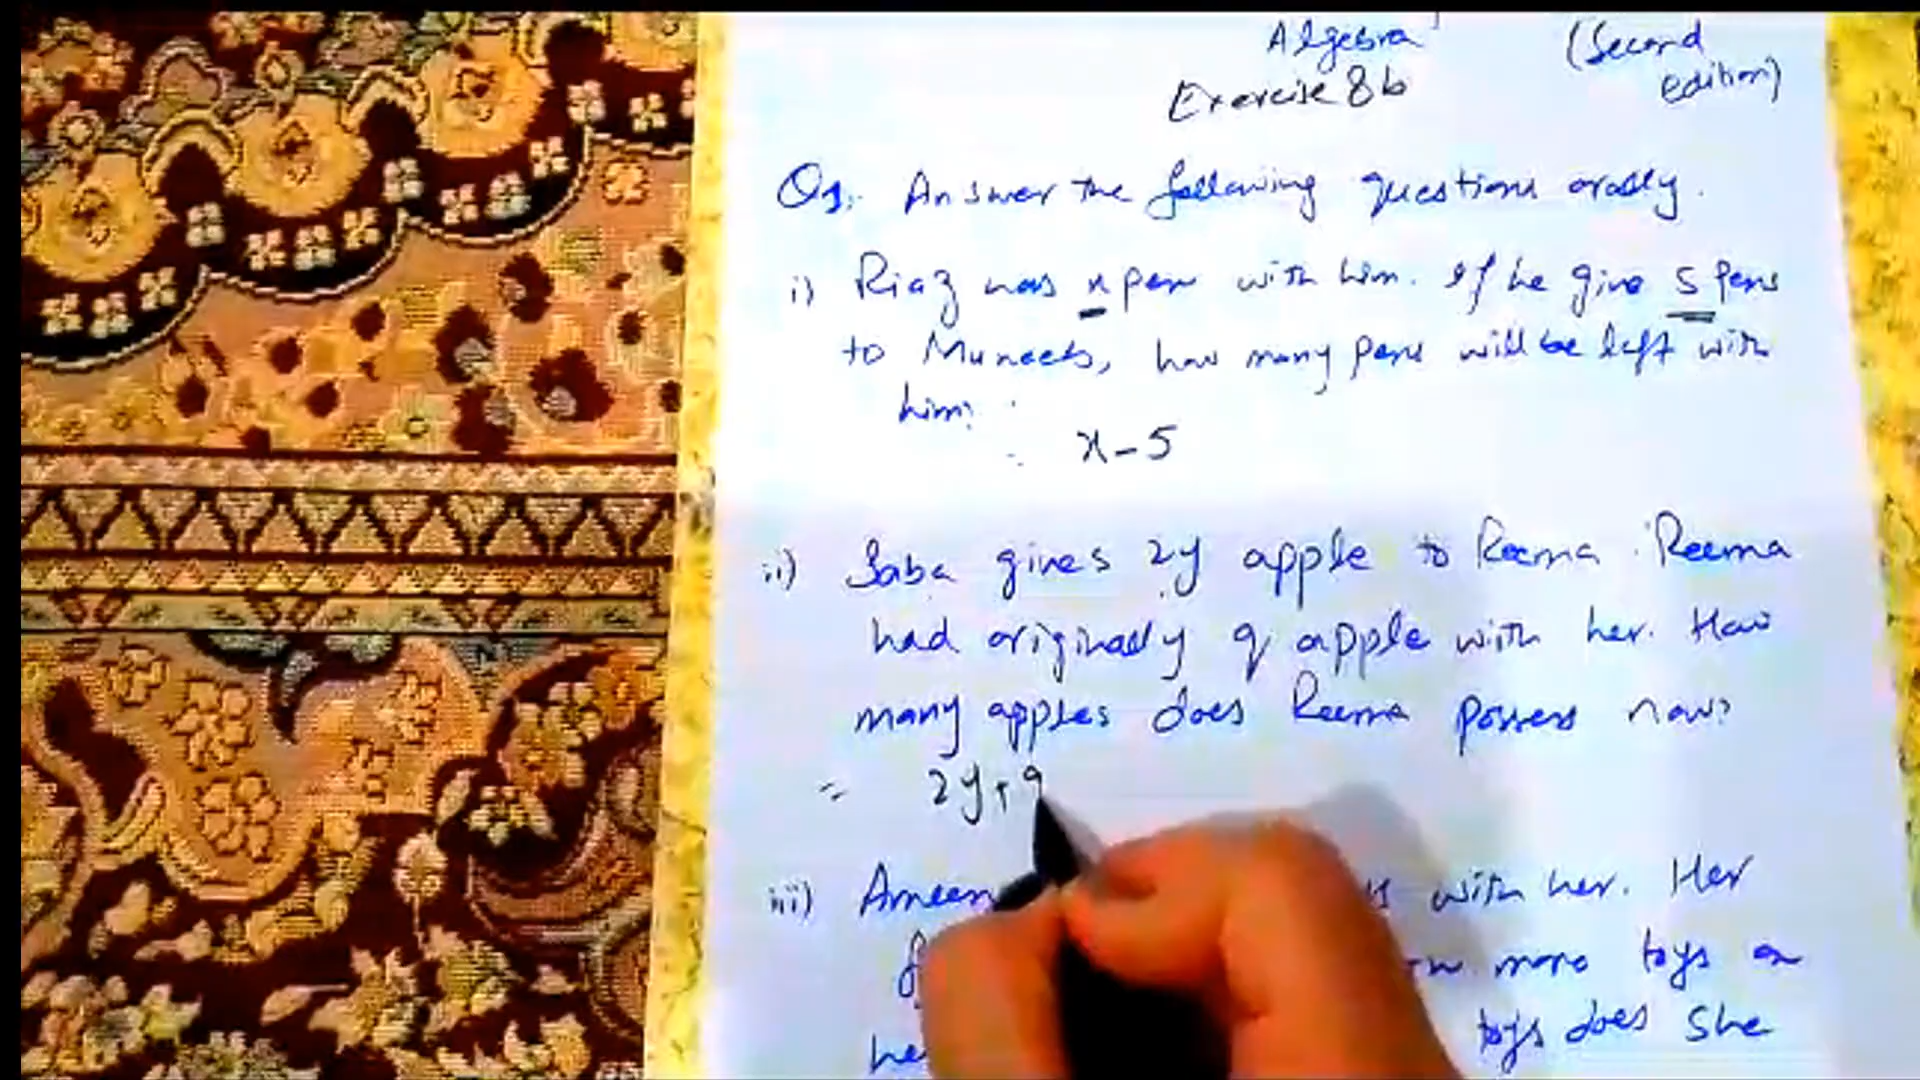 Algebra (Second edition)
Exercise 8b
Q1. Answer the following questions orally.
i) Riaz has x pen with him. If he give 5 pens
to Muneeb, how many pens will be left with
him?
= x - 5
ii) Saba gives 2y apple to Reema. Reema
had originally 9 apple with her. How
many apples does Reema possess now?
= 2y + 9
iii) Ameen with her. Her
more toys on
toys does she